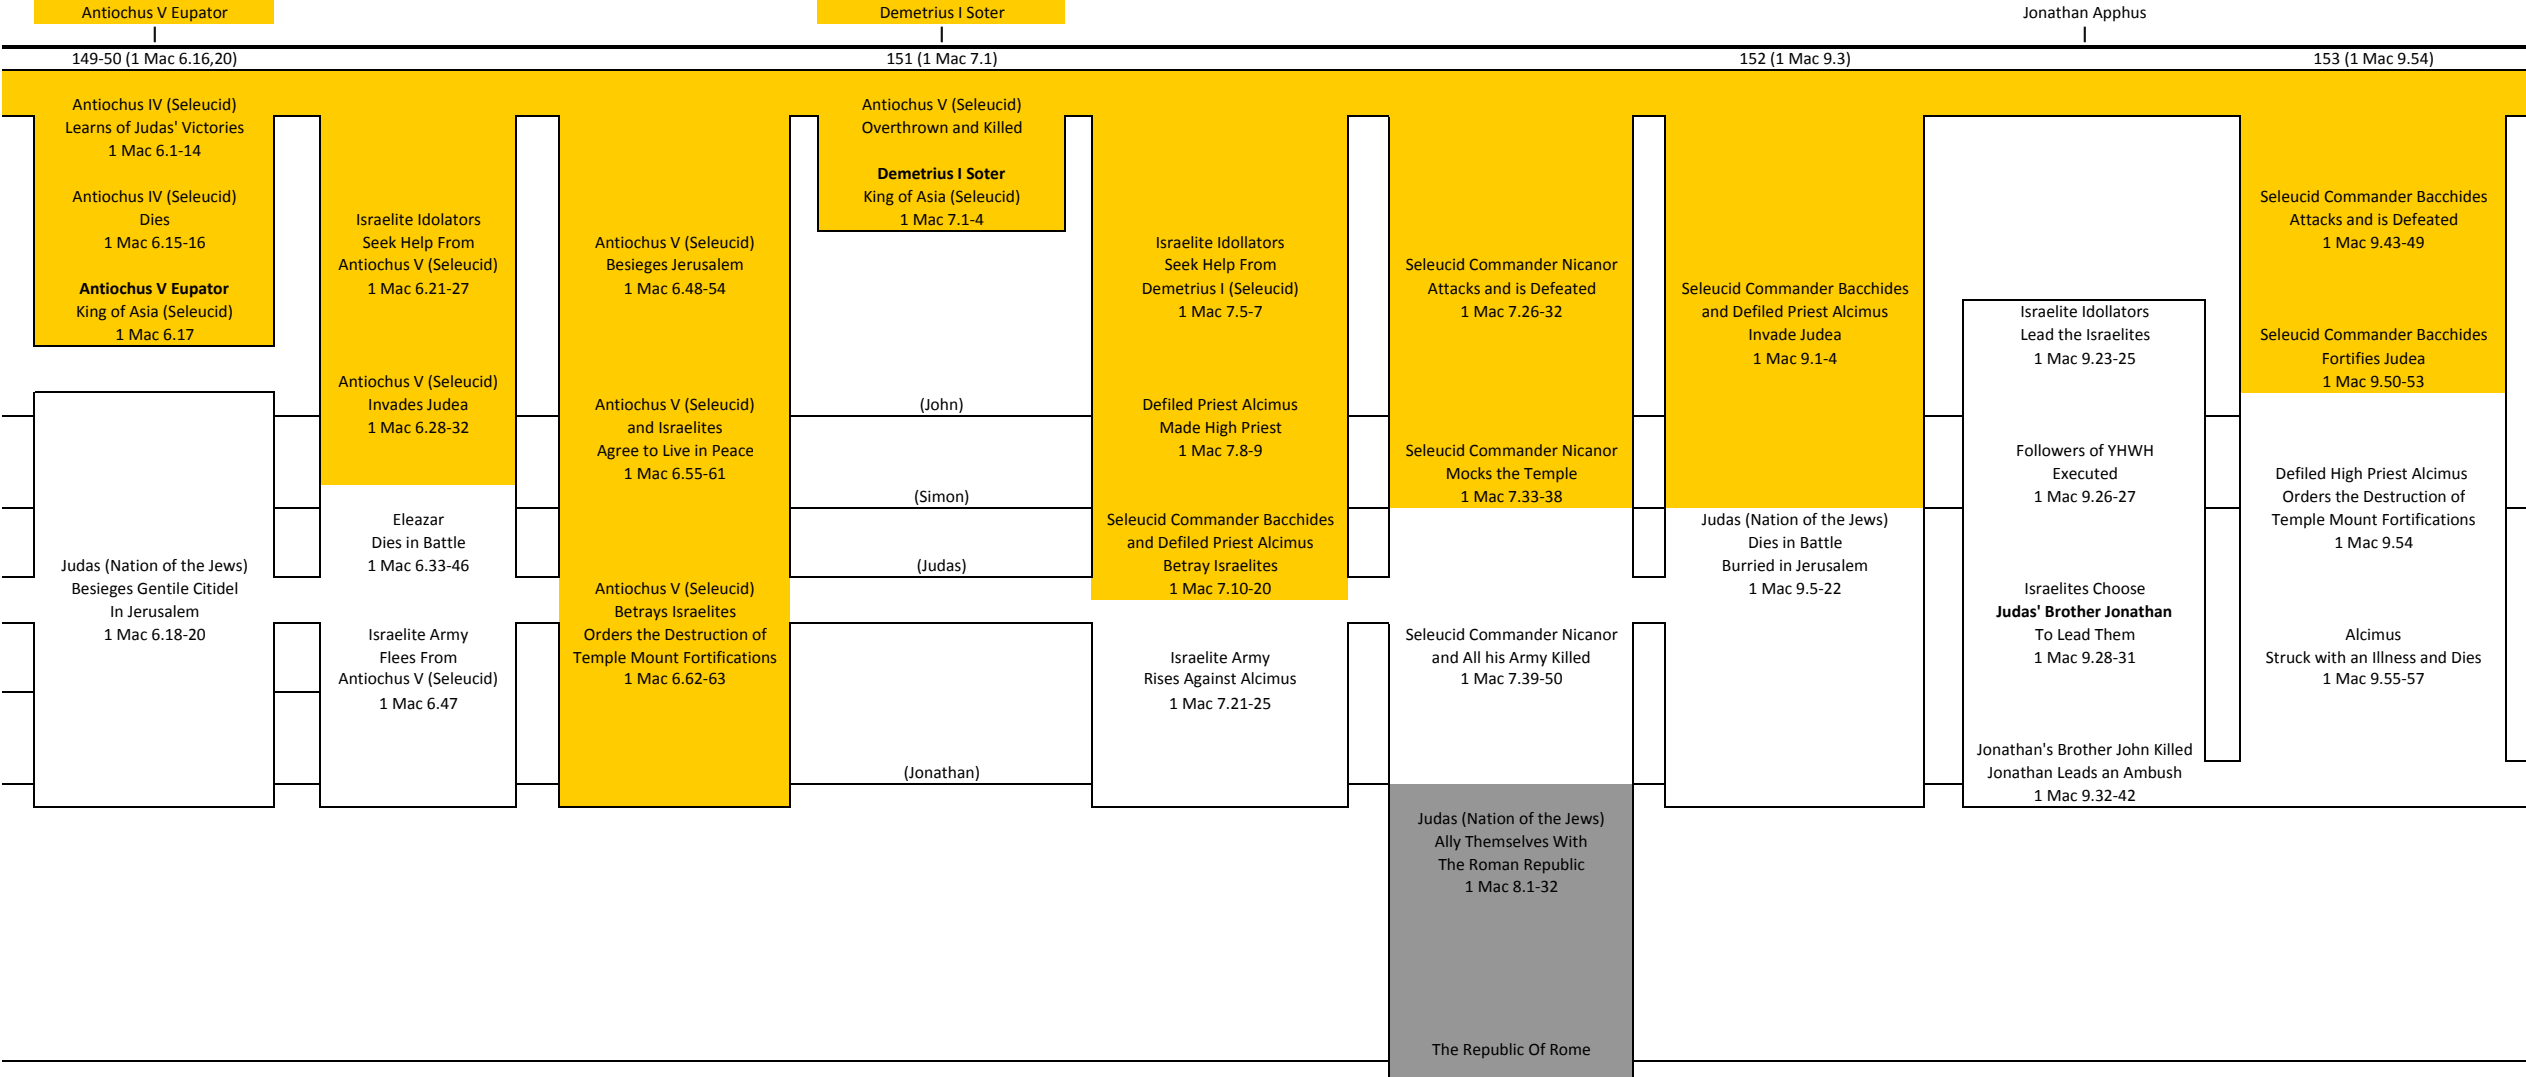 Antiochus V Eupator
Demetrius I Soter
Jonathan Apphus
149-50 (1 Mac 6.16,20)
151 (1 Mac 7.1)
152 (1 Mac 9.3)
153 (1 Mac 9.54)
Antiochus IV (Seleucid)
Learns of Judas' Victories
1 Mac 6.1-14
Antiochus IV (Seleucid)
Dies
1 Mac 6.15-16
Antiochus V Eupator
King of Asia (Seleucid)
1 Mac 6.17
Judas (Nation of the Jews)
Besieges Gentile Citidel
In Jerusalem
1 Mac 6.18-20
Israelite Idolators
Seek Help From
Antiochus V (Seleucid)
1 Mac 6.21-27
Antiochus V (Seleucid)
Invades Judea
1 Mac 6.28-32
Eleazar
Dies in Battle
1 Mac 6.33-46
Israelite Army
Flees From
Antiochus V (Seleucid)
1 Mac 6.47
Antiochus V (Seleucid)
Besieges Jerusalem
1 Mac 6.48-54
Antiochus V (Seleucid)
and Israelites
Agree to Live in Peace
1 Mac 6.55-61
Antiochus V (Seleucid)
Betrays Israelites
Orders the Destruction of
Temple Mount Fortifications
1 Mac 6.62-63
Antiochus V (Seleucid)
Overthrown and Killed
Demetrius I Soter
King of Asia (Seleucid)
1 Mac 7.1-4
(John)
(Simon)
(Judas)
(Jonathan)
Israelite Idollators
Seek Help From
Demetrius I (Seleucid)
1 Mac 7.5-7
Defiled Priest Alcimus
Made High Priest
1 Mac 7.8-9
Seleucid Commander Bacchides
and Defiled Priest Alcimus
Betray Israelites
1 Mac 7.10-20
Israelite Army
Rises Against Alcimus
1 Mac 7.21-25
Seleucid Commander Nicanor
Attacks and is Defeated
1 Mac 7.26-32
Seleucid Commander Nicanor
Mocks the Temple
1 Mac 7.33-38
Seleucid Commander Nicanor
and All his Army Killed
1 Mac 7.39-50
Judas (Nation of the Jews)
Ally Themselves With
The Roman Republic
1 Mac 8.1-32
The Republic Of Rome
Seleucid Commander Bacchides
and Defiled Priest Alcimus
Invade Judea
1 Mac 9.1-4
Judas (Nation of the Jews)
Dies in Battle
Burried in Jerusalem
1 Mac 9.5-22
Israelite Idollators
Lead the Israelites
1 Mac 9.23-25
Followers of YHWH
Executed
1 Mac 9.26-27
Israelites Choose
Judas' Brother Jonathan
To Lead Them
1 Mac 9.28-31
Jonathan's Brother John Killed
Jonathan Leads an Ambush
1 Mac 9.32-42
Seleucid Commander Bacchides
Attacks and is Defeated
1 Mac 9.43-49
Seleucid Commander Bacchides
Fortifies Judea
1 Mac 9.50-53
Defiled High Priest Alcimus
Orders the Destruction of
Temple Mount Fortifications
1 Mac 9.54
Alcimus
Struck with an Illness and Dies
1 Mac 9.55-57